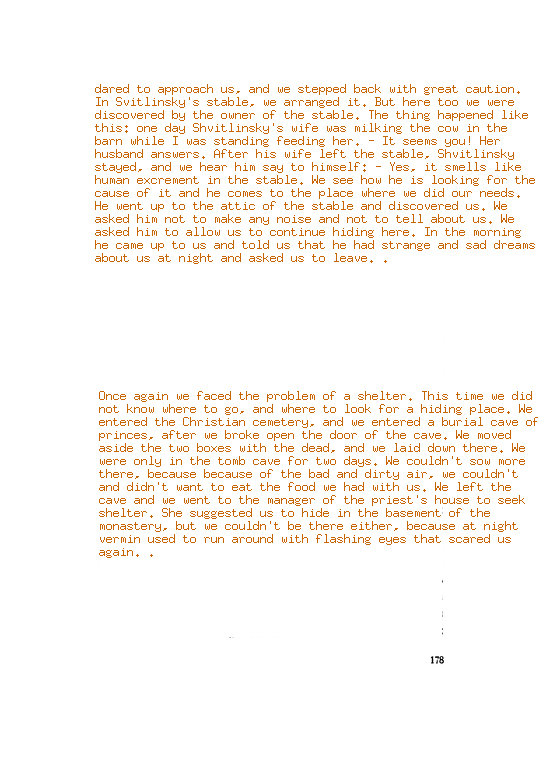 dared to approach us, and we stepped back with great caution.
In Svitlinsky's stable, we arranged it. But here too we were
discovered by the owner of the stable. The thing happened like
this: one day Shvitlinsky's wife was milking the cow in the
barn while I was standing feeding her. - It seems you! Her
husband answers. After his wife left the stable, Shvitlinsky
stayed, and we hear him say to himself: - Yes, it smells like
human excrement in the stable. We see how he is looking for the
cause of it and he comes to the place where we did our needs.
He went up to the attic of the stable and discovered us. We
asked him not to make any noise and not to tell about us. We
asked him to allow us to continue hiding here. In the morning
he came up to us and told us that he had strange and sad dreams
about us at night and asked us to leave. .
Once again we faced the problem of a shelter. This time we did
not know where to go, and where to look for a hiding place. We
entered the Christian cemetery, and we entered a burial cave of
princes, after we broke open the door of the cave. We moved
aside the two boxes with the dead, and we laid down there. We
were only in the tomb cave for two days. We couldn't sow more
there, because because of the bad and dirty air, we couldn't
and didn't want to eat the food we had with us. We left the
cave and we went to the manager of the priest's house to seek
shelter. She suggested us to hide in the basement of the
monastery, but we couldn't be there either, because at night
vermin used to run around with flashing eyes that scared us
again. .
178